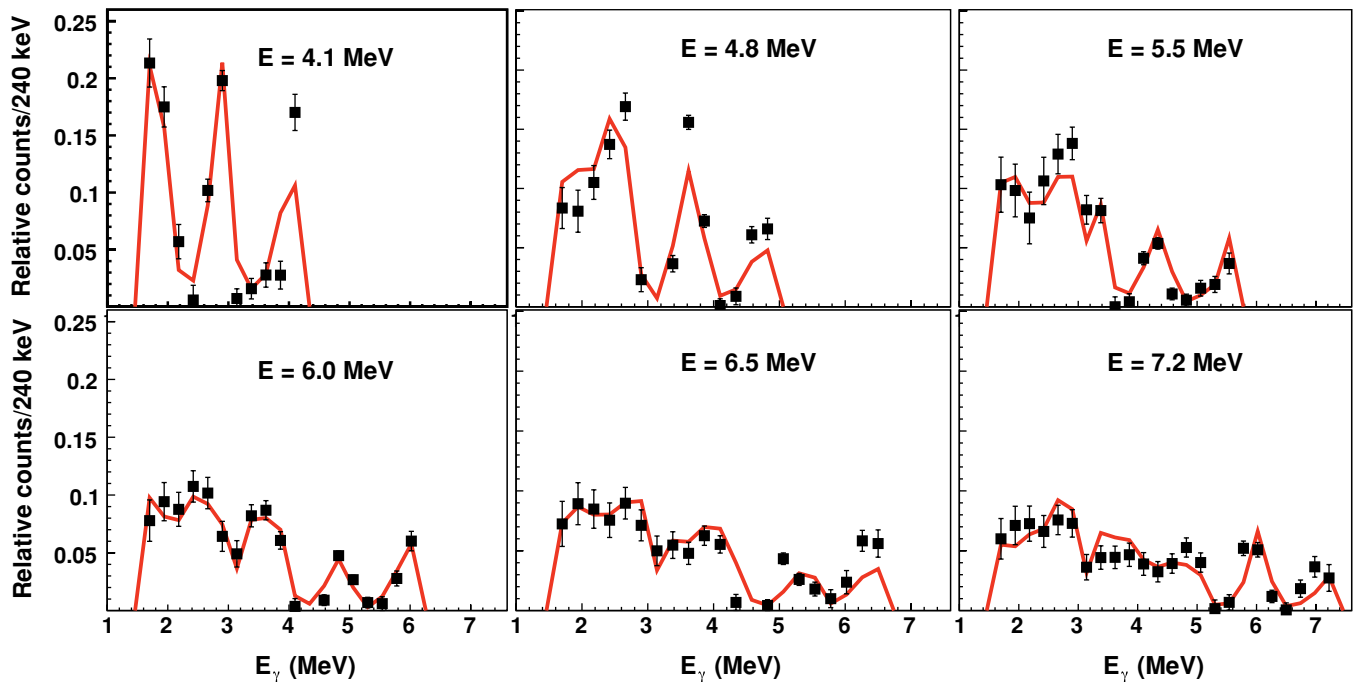 Relative counts/240 keV
0.25
0.2
0.15
0.1
0.05
E = 4.1 MeV
E = 4.8 MeV
E = 5.5 MeV
Relative counts/240 keV
0.25
0.2
0.15
0.1
0.05
E = 6.0 MeV
E = 6.5 MeV
E = 7.2 MeV
1 2 3 4 5 6 7
1 2 3 4 5 6 7
1 2 3 4 5 6 7
Eγ (MeV)
Eγ (MeV)
Eγ (MeV)